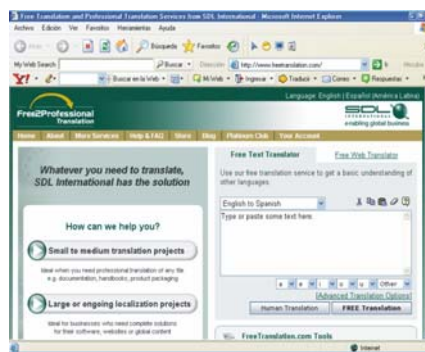 Free Translation and Professional Translation Services from SDL International - Microsoft Internet Explorer
Archivo Edición Ver Favoritos Herramientas Ayuda
Búsqueda Favoritos
My Web Search Buscar Dirección http://www.freetranslation.com/
Y! Buscar en la Web Mi Web Ingresar Traducir Correo Respuestas
Language: English | Español (América Latina)
Free2Professional
Translation
SDL
INTERNATIONAL
enabling global business
Home About More Services Help & FAQ Store Blog Platinum Club Your Account
Whatever you need to translate,
SDL International has the solution
How can we help you?
Small to medium translation projects
Ideal when you need professional translation of any file
e.g. documentation, handbooks, product packaging
Large or ongoing localization projects
Ideal for businesses who need complete solutions
for their software, websites or global content
Free Text Translator Free Web Translator
Use our free translation service to get a basic understanding of
other languages.
English to Spanish
Type or paste some text here.
Other
[Advanced Translation Options]
Human Translation FREE Translation
FreeTranslation.com Tools
Internet